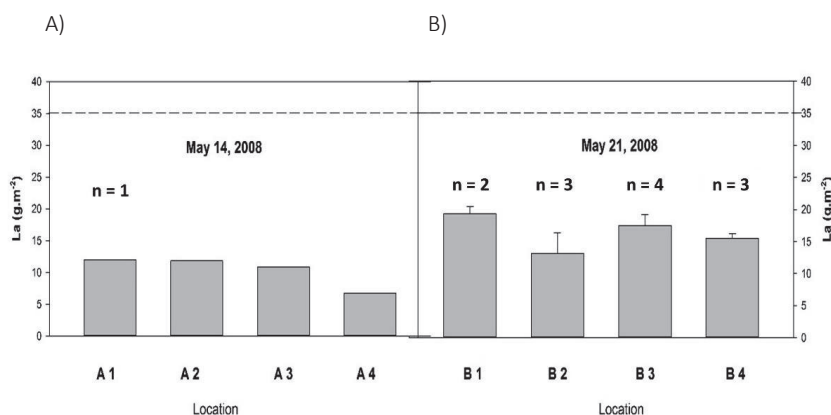 A)
La (g.m⁻²)
40
35
30
25
20
15
10
5
0
May 14, 2008
n = 1
A 1 A 2 A 3 A 4
Location
B)
May 21, 2008
n = 2 n = 3 n = 4 n = 3
B 1 B 2 B 3 B 4
Location
40
35
30
25
20
15
10
5
0
La (g.m⁻²)